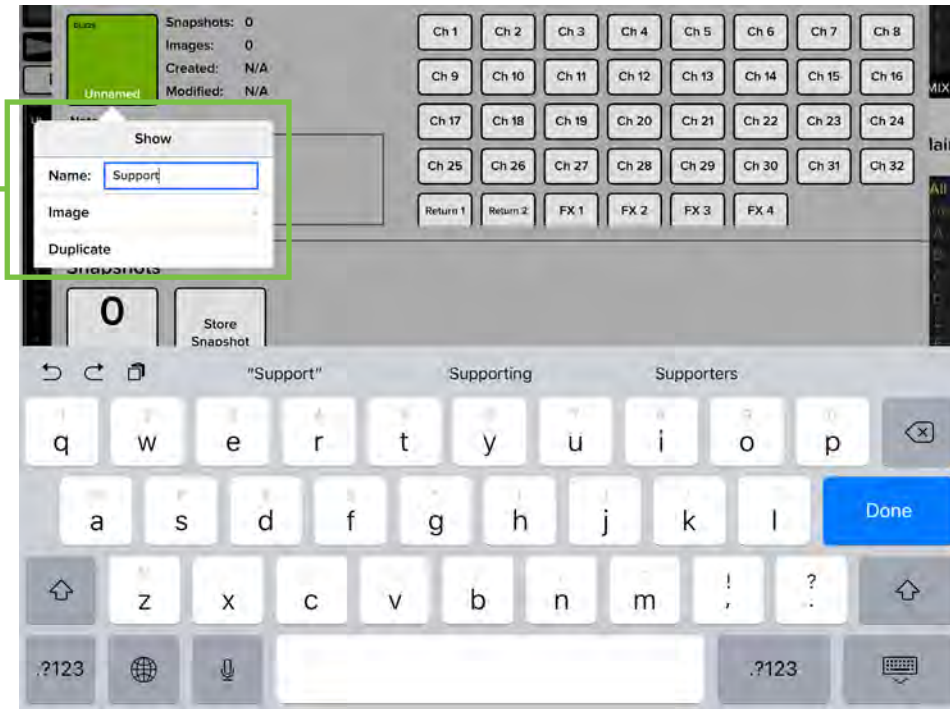 Snapshots: 0
Images: 0
Created: N/A
Modified: N/A
Unnamed
Show
Name: Support
Image
Duplicate
Snapshots
0
Store
Snapshot
Ch 1 Ch 2 Ch 3 Ch 4 Ch 5 Ch 6 Ch 7 Ch 8
Ch 9 Ch 10 Ch 11 Ch 12 Ch 13 Ch 14 Ch 15 Ch 16
Ch 17 Ch 18 Ch 19 Ch 20 Ch 21 Ch 22 Ch 23 Ch 24
Ch 25 Ch 26 Ch 27 Ch 28 Ch 29 Ch 30 Ch 31 Ch 32
Return 1 Return 2 FX 1 FX 2 FX 3 FX 4
"Support" Supporting Supporters
q w e r t y u i o p
a s d f g h j k l Done
z x c v b n m ! , ? .
.?123 .?123